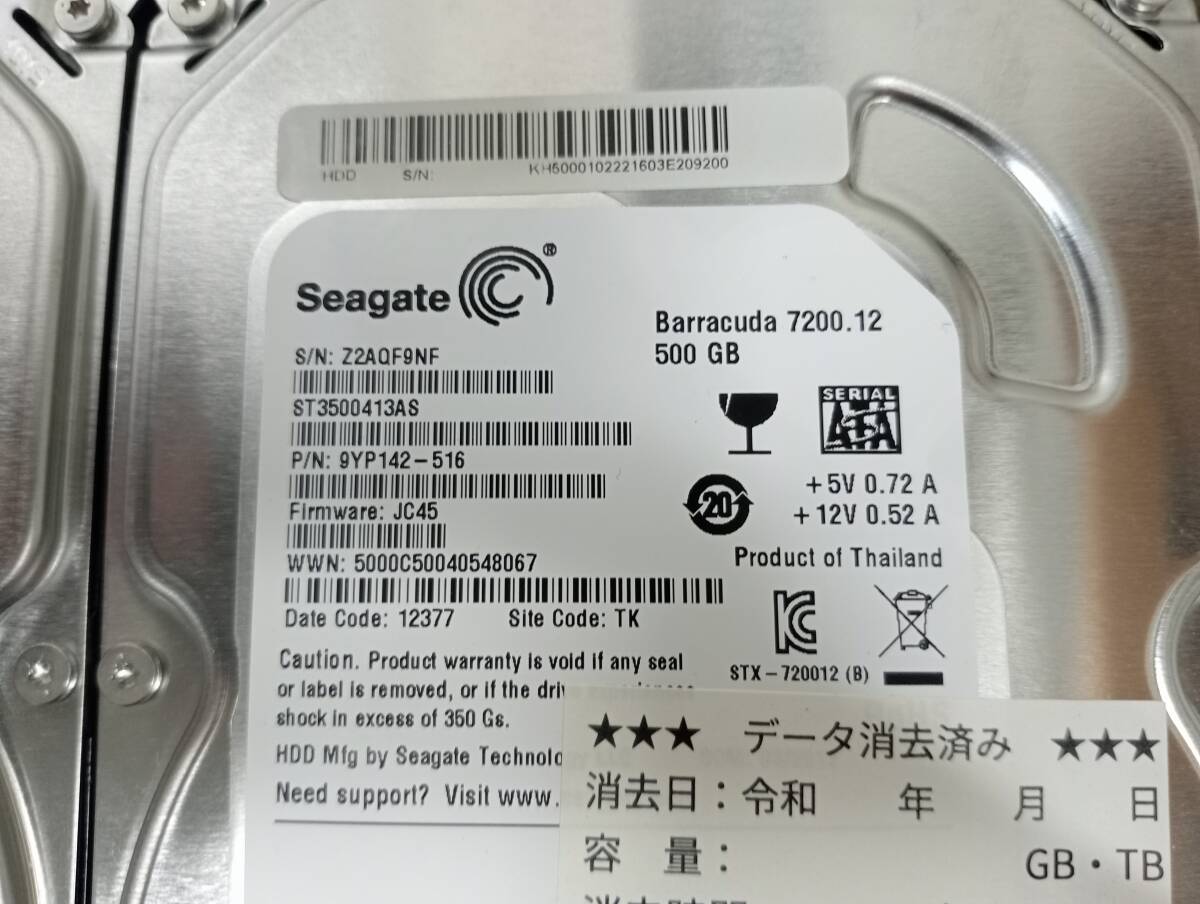 HDD S/N: KH5000102221603E209200
Seagate ®
Barracuda 7200.12
500 GB
S/N: Z2AQF9NF
ST3500413AS
P/N: 9YP142-516
Firmware: JC45
WWN: 5000C50040548067
Date Code: 12377 Site Code: TK
SERIAL
ATA
20
+5V 0.72 A
+12V 0.52 A
Product of Thailand
STX-720012 (B)
Caution. Product warranty is void if any seal
or label is removed, or if the
shock in excess of 350 Gs.
HDD Mfg by Seagate
Need support? Visit www.
★★★ データ消去済み ★★★
消去日：令和 年 月 日
容 量： GB・TB